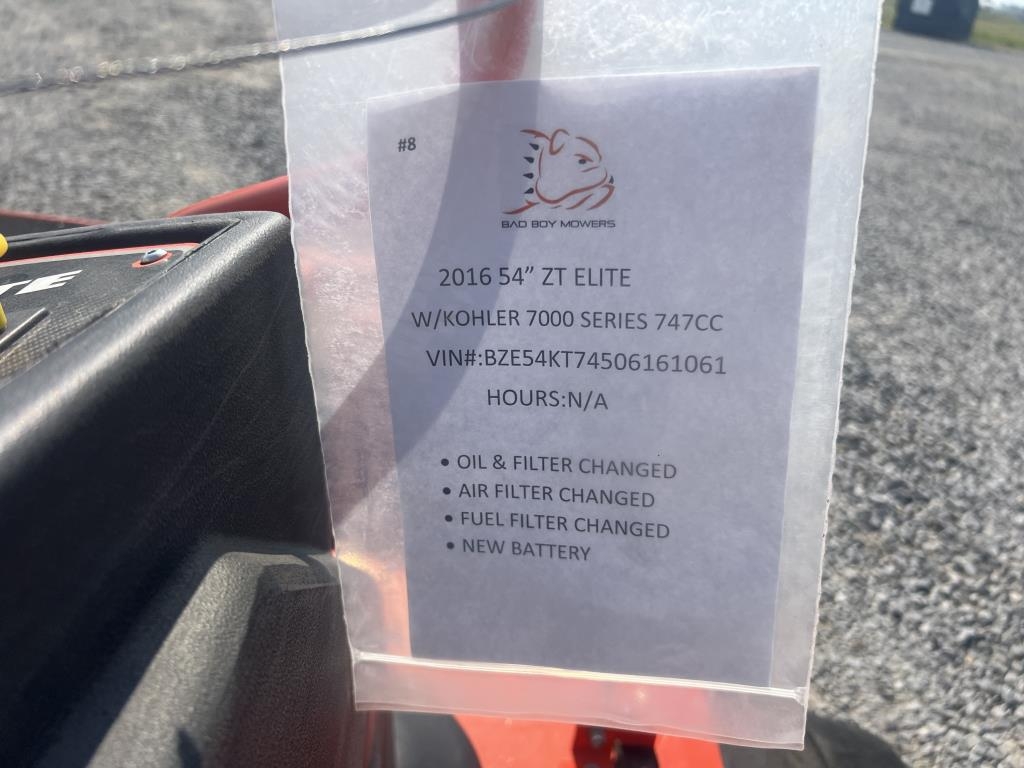 #8
BAD BOY MOWERS
2016 54” ZT ELITE
W/KOHLER 7000 SERIES 747CC
VIN#:BZE54KT74506161061
HOURS:N/A
• OIL & FILTER CHANGED
• AIR FILTER CHANGED
• FUEL FILTER CHANGED
• NEW BATTERY